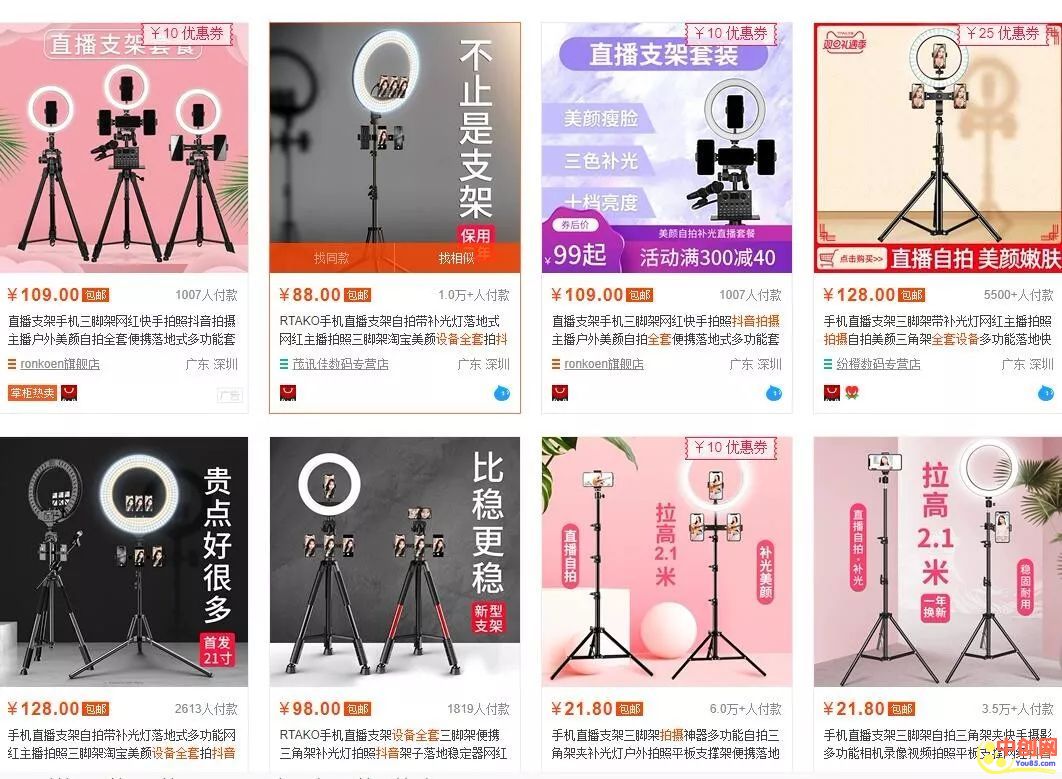 ￥10 优惠券
直播支架套餐
￥109.00 包邮
1007人付款
直播支架手机三脚架网红快手拍照抖音拍摄
主播户外美颜自拍全套便携落地式多功能套
ronkoen旗舰店
广东 深圳
掌柜热卖
广告
不止是支架
保用
找同款
找相似
￥88.00 包邮
1.0万+人付款
RTAKO手机直播支架自拍带补光灯落地式
网红主播拍照三脚架淘宝美颜设备全套拍抖
茂讯佳数码专营店
广东 深圳
￥10 优惠券
直播支架套装
美颜瘦脸
三色补光
十档亮度
券后价
￥99起
美颜自拍补光直播套餐
活动满300减40
￥109.00 包邮
1007人付款
直播支架手机三脚架网红快手拍照抖音拍摄
主播户外美颜自拍全套便携落地式多功能套
ronkoen旗舰店
广东 深圳
￥25 优惠券
点击购买>>
直播自拍 美颜嫩肤
￥128.00 包邮
5500+人付款
手机直播支架三脚架带补光灯网红主播拍照
拍摄自拍美颜三角架全套设备多功能落地快
纷橙数码专营店
广东 深圳
贵点好很多
首发
21寸
￥128.00 包邮
2613人付款
手机直播支架自拍带补光灯落地式多功能网
红主播拍照三脚架淘宝美颜设备全套拍抖音
比稳更稳
新型
支架
￥98.00 包邮
1819人付款
RTAKO手机直播支架设备全套三脚架便携
三角架补光灯拍照抖音架子落地稳定器网红
￥10 优惠券
直播自拍
拉高2.1米
补光美颜
￥21.80 包邮
6.0万+人付款
手机直播支架三脚架拍摄神器多功能自拍三
角架夹补光灯户外拍照平板支撑架便携落地
直播自拍·补光
拉高2.1米
一年
换新
稳固耐用
￥21.80 包邮
3.5万+人付款
手机直播支架自拍三角架夹快手摄影
多功能相机录像视频拍照平板支撑
中创网
You85.com